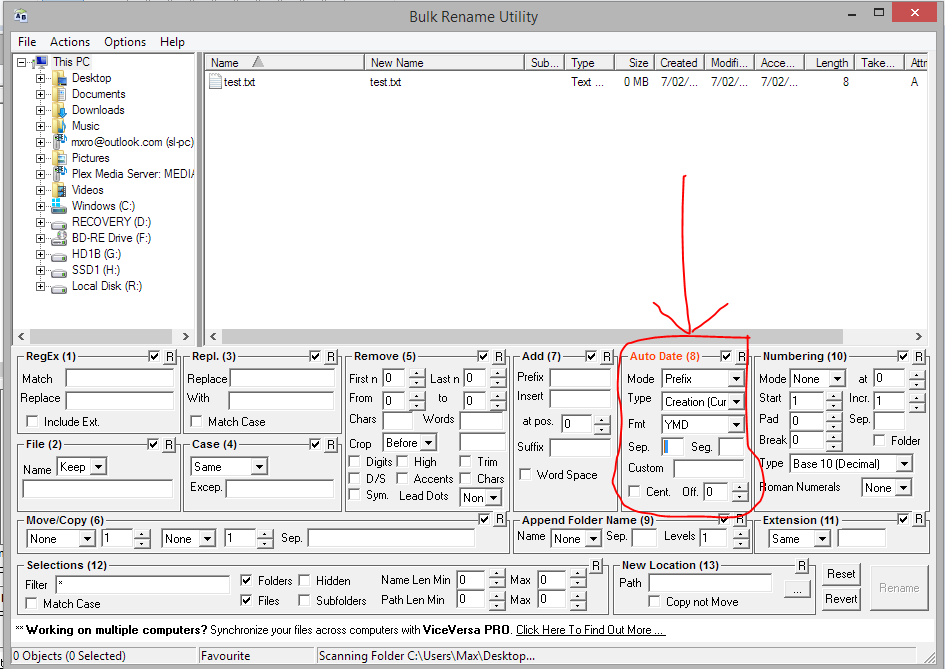 Bulk Rename Utility
File Actions Options Help
This PC
Desktop
Documents
Downloads
Music
mxro@outlook.com (sl-pc)
Pictures
Plex Media Server: MEDIA
Videos
Windows (C:)
RECOVERY (D:)
BD-RE Drive (F:)
HD1B (G:)
SSD1 (H:)
Local Disk (R:)
Name New Name Sub... Type Size Created Modifi... Acce... Length Take... Attr
test.txt test.txt Text ... 0 MB 7/02/... 7/02/... 7/02/... 8 A
RegEx (1) R
Match
Replace
Include Ext.
Repl. (3) R
Replace
With
Match Case
Remove (5) R
First n 0 Last n 0
From 0 to 0
Chars Words
Crop Before
Digits High Trim
D/S Accents Chars
Sym. Lead Dots Non
Add (7) R
Prefix
Insert
at pos. 0
Suffix
Word Space
Auto Date (8) R
Mode Prefix
Type Creation (Cur
Fmt YMD
Sep. Seg.
Custom
Cent. Off. 0
Numbering (10) R
Mode None at 0
Start 1 Incr. 1
Pad 0 Sep.
Break 0 Folder
Type Base 10 (Decimal)
Roman Numerals None
File (2) R
Name Keep
Case (4) R
Same
Excep.
Move/Copy (6) R
None 1 None 1 Sep.
Append Folder Name (9) R
Name None Sep. Levels 1
Extension (11) R
Same
Selections (12) R
Filter * Folders Hidden Name Len Min 0 Max 0
Match Case Files Subfolders Path Len Min 0 Max 0
New Location (13) R
Path ...
Copy not Move
Reset
Revert
Rename
** Working on multiple computers? Synchronize your files across computers with ViceVersa PRO. Click Here To Find Out More ...
0 Objects (0 Selected) Favourite Scanning Folder C:\Users\Max\Desktop...